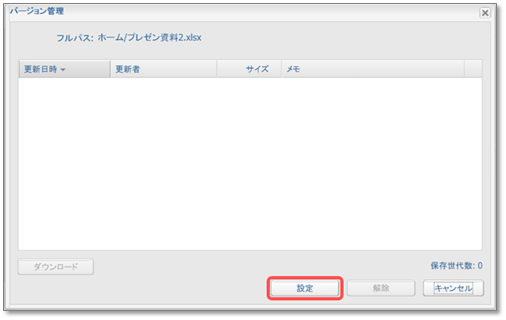 バージョン管理
フルパス: ホーム/プレゼン資料2.xlsx
更新日時 更新者 サイズ メモ
ダウンロード 保存世代数: 0
設定 解除 キャンセル